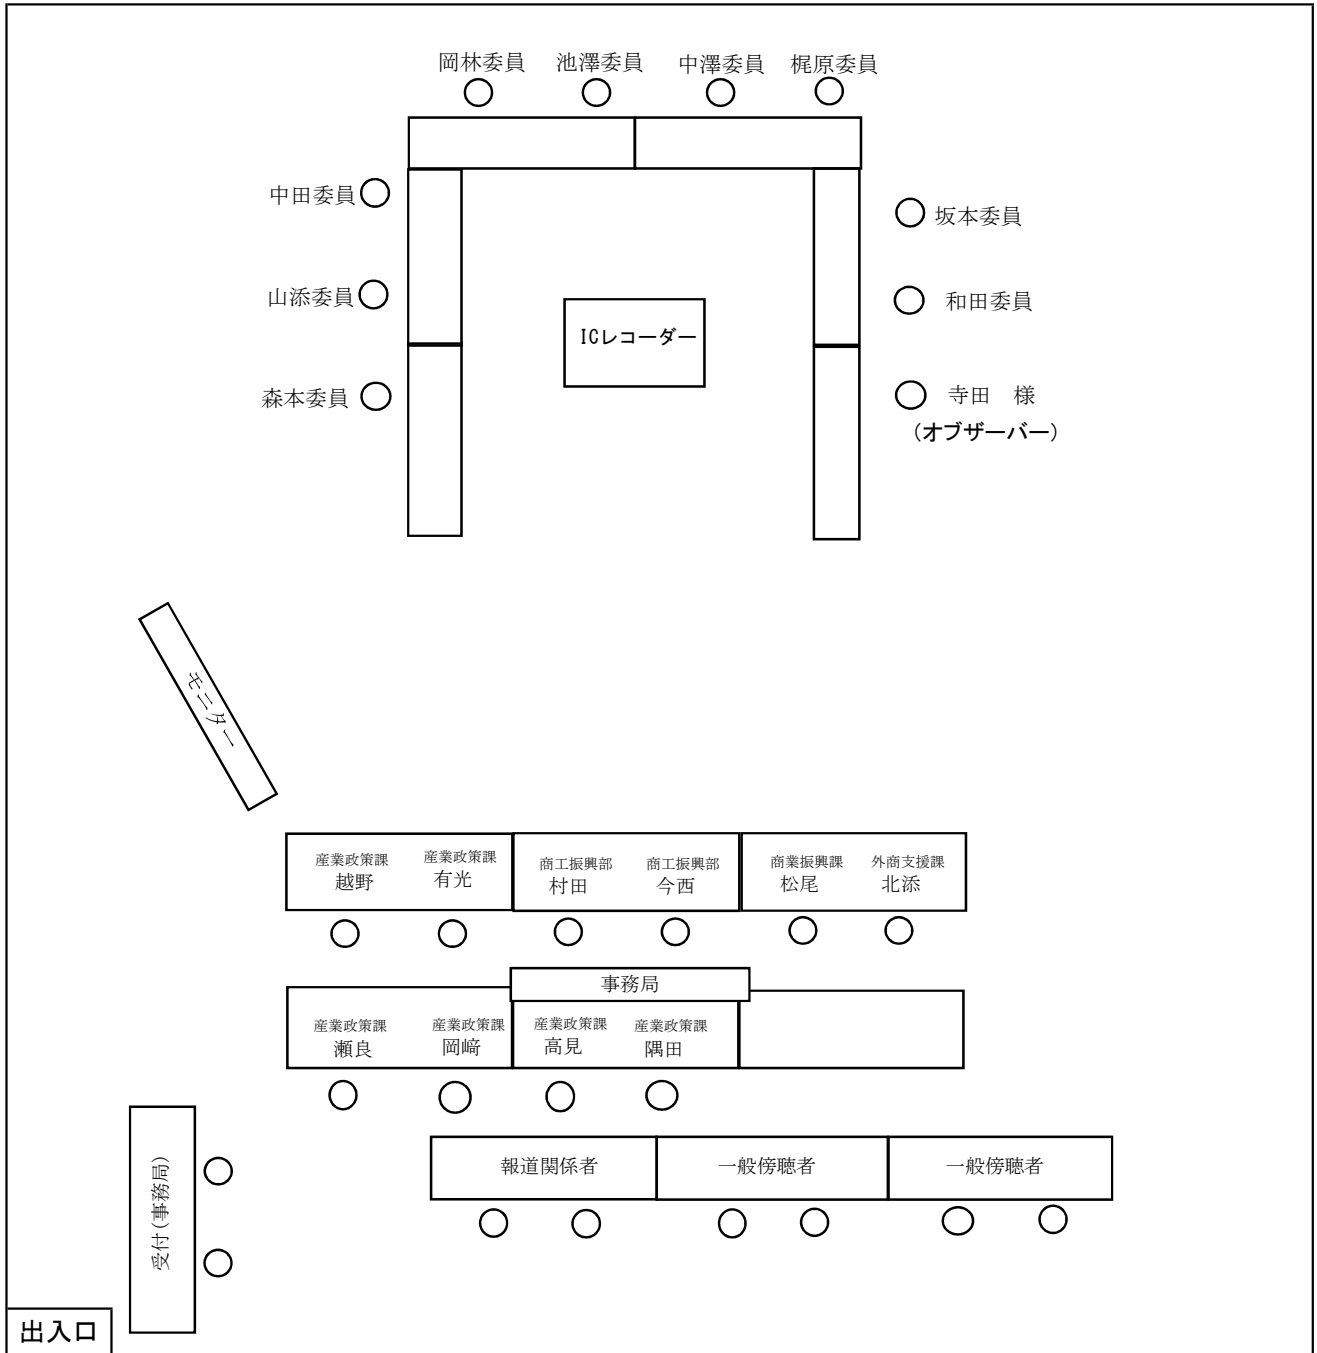 岡林委員　池澤委員　中澤委員　梶原委員
中田委員
坂本委員
山添委員
和田委員
ICレコーダー
森本委員
寺田　様
（オブザーバー）
モニター
産業政策課　産業政策課　商工振興部　商工振興部　商業振興課　外商支援課
越野　有光　村田　今西　松尾　北添
事務局
産業政策課　産業政策課　産業政策課　産業政策課
瀬良　岡﨑　高見　隅田
報道関係者　一般傍聴者　一般傍聴者
受付（事務局）
出入口